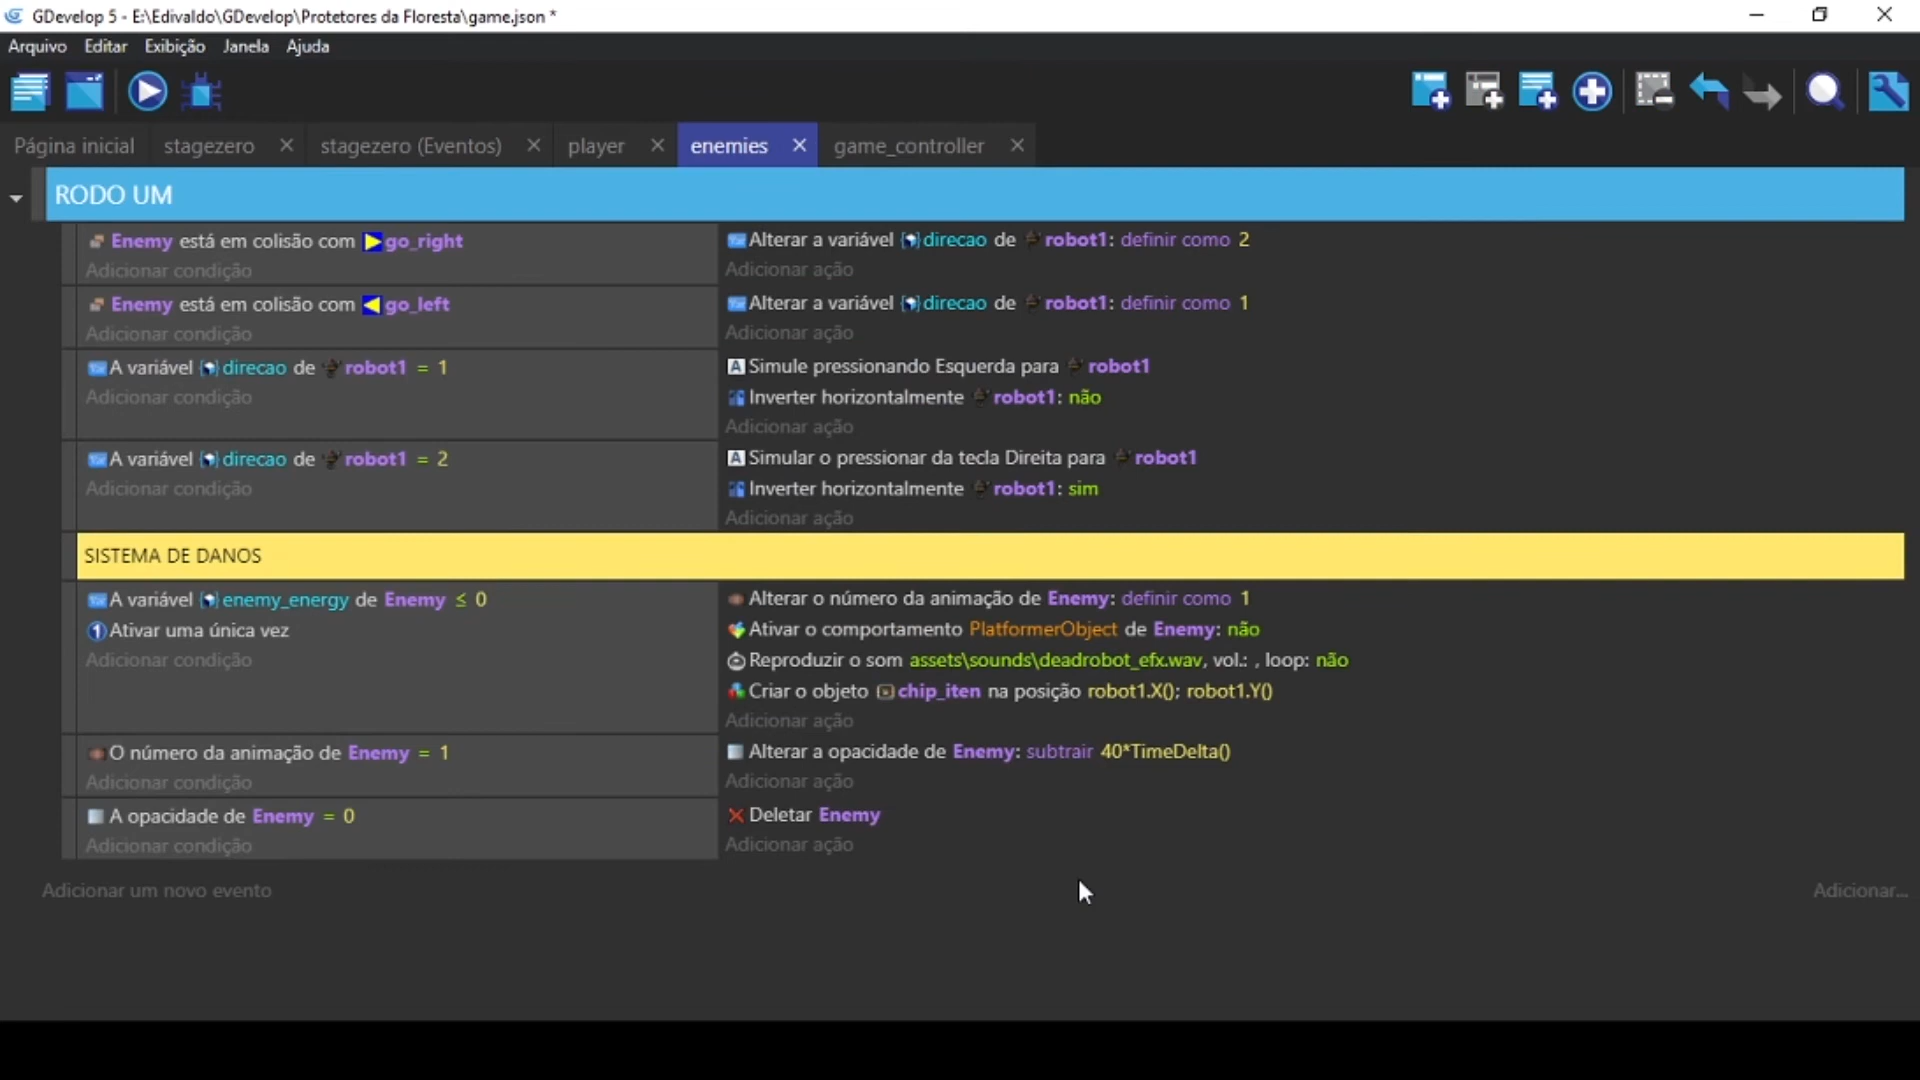 GDevelop 5 - E:\Edivaldo\GDevelop\Protetores da Floresta\game.json *
Arquivo Editar Exibição Janela Ajuda
Página inicial stagezero stagezero (Eventos) player enemies game_controller
RODO UM
Enemy está em colisão com go_right
Alterar a variável direcao de robot1: definir como 2
Adicionar condição
Adicionar ação
Enemy está em colisão com go_left
Alterar a variável direcao de robot1: definir como 1
Adicionar condição
Adicionar ação
A variável direcao de robot1 = 1
Simule pressionando Esquerda para robot1
Adicionar condição
Inverter horizontalmente robot1: não
Adicionar ação
A variável direcao de robot1 = 2
Simular o pressionar da tecla Direita para robot1
Adicionar condição
Inverter horizontalmente robot1: sim
Adicionar ação
SISTEMA DE DANOS
A variável enemy_energy de Enemy ≤ 0
Alterar o número da animação de Enemy: definir como 1
Ativar uma única vez
Ativar o comportamento PlatformerObject de Enemy: não
Adicionar condição
Reproduzir o som assets\sounds\deadrobot_efx.wav, vol.: , loop: não
Criar o objeto chip_iten na posição robot1.X(); robot1.Y()
Adicionar ação
O número da animação de Enemy = 1
Alterar a opacidade de Enemy: subtrair 40*TimeDelta()
Adicionar condição
Adicionar ação
A opacidade de Enemy = 0
Deletar Enemy
Adicionar condição
Adicionar ação
Adicionar um novo evento
Adicionar...